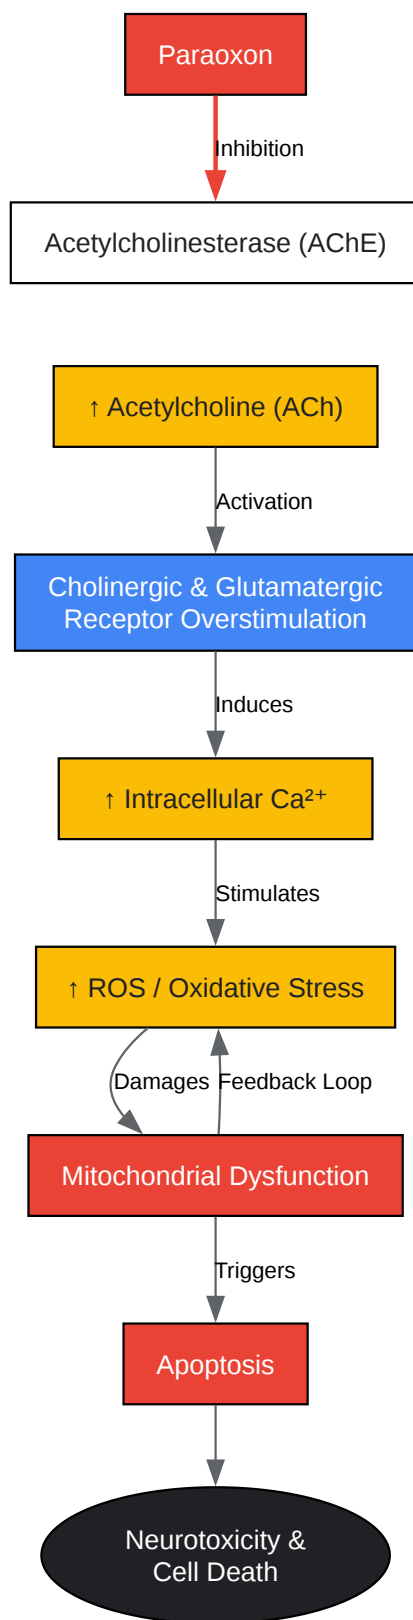 Paraoxon
Inhibition
Acetylcholinesterase (AChE)
↑ Acetylcholine (ACh)
Activation
Cholinergic & Glutamatergic
Receptor Overstimulation
Induces
↑ Intracellular Ca²⁺
Stimulates
↑ ROS / Oxidative Stress
Damages
Feedback Loop
Mitochondrial Dysfunction
Triggers
Apoptosis
Neurotoxicity &
Cell Death